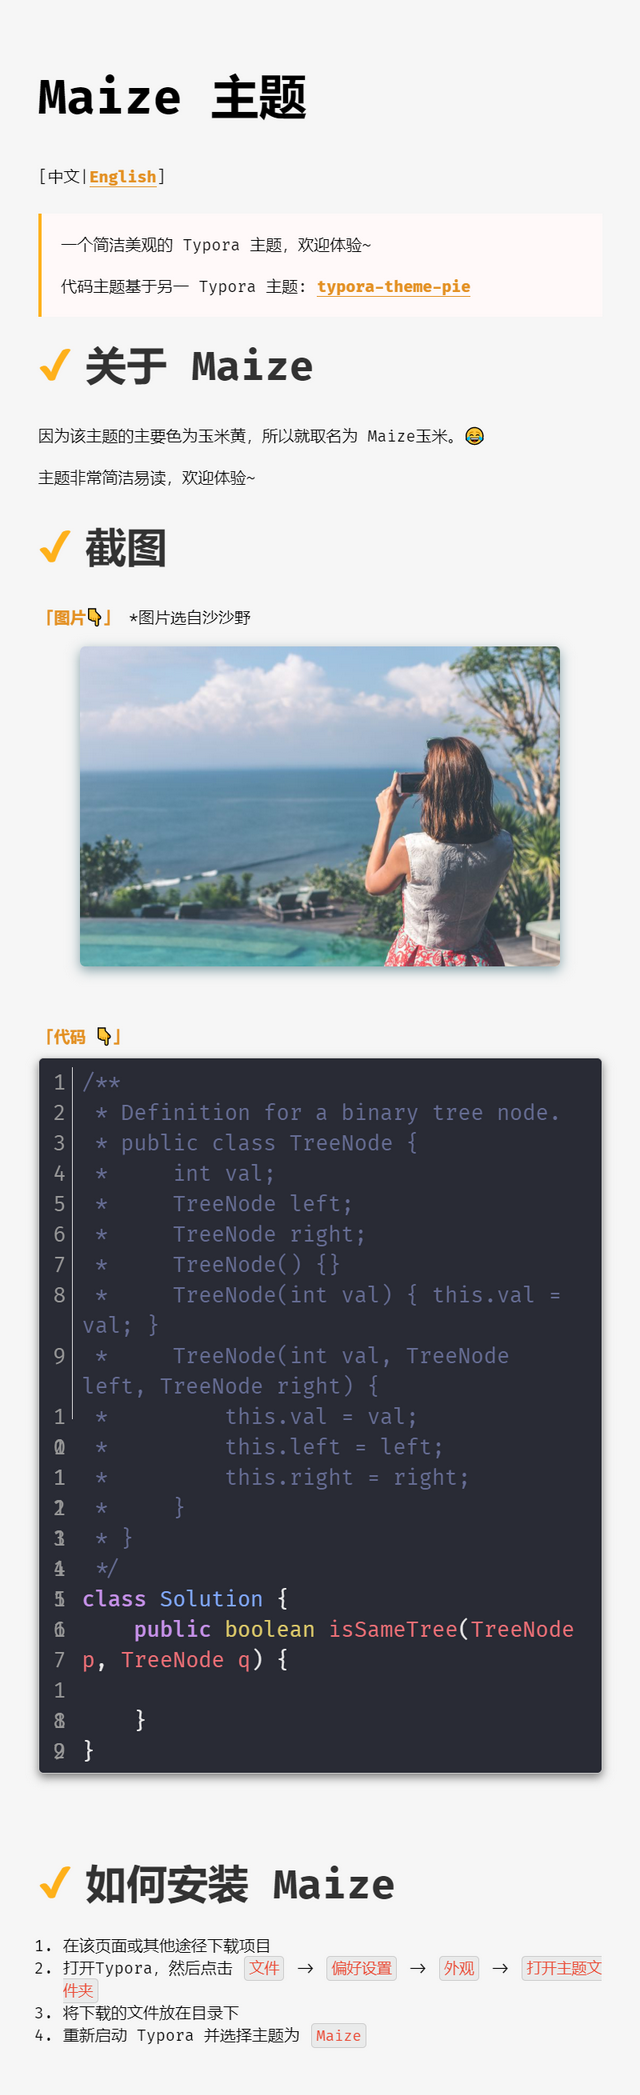 Maize 主题
[中文|English]
一个简洁美观的 Typora 主题，欢迎体验~
代码主题基于另一 Typora 主题: typora-theme-pie
✔ 关于 Maize
因为该主题的主要色为玉米黄，所以就取名为 Maize玉米。😂
主题非常简洁易读，欢迎体验~
✔ 截图
「图片👇」 *图片选自沙沙野
「代码 👇」
1 /**
2  * Definition for a binary tree node.
3  * public class TreeNode {
4  *     int val;
5  *     TreeNode left;
6  *     TreeNode right;
7  *     TreeNode() {}
8  *     TreeNode(int val) { this.val =
val; }
9  *     TreeNode(int val, TreeNode
left, TreeNode right) {
 *         this.val = val;
 *         this.left = left;
 *         this.right = right;
 *     }
 * }
 */
class Solution {
    public boolean isSameTree(TreeNode
p, TreeNode q) {
    }
}
✔ 如何安装 Maize
1. 在该页面或其他途径下载项目
2. 打开Typora，然后点击 文件 → 偏好设置 → 外观 → 打开主题文
件夹
3. 将下载的文件放在目录下
4. 重新启动 Typora 并选择主题为 Maize